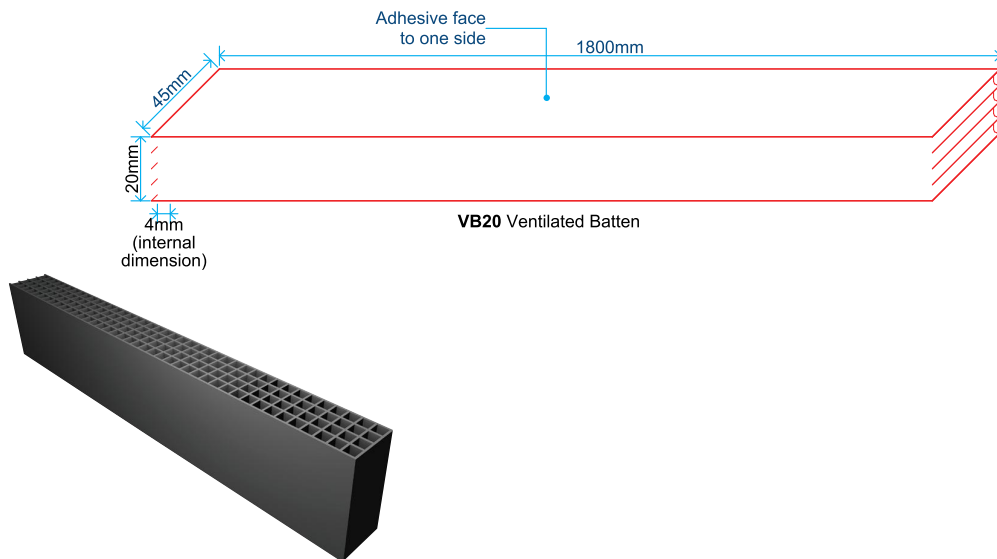 Adhesive face
to one side
1800mm
45mm
20mm
4mm
(internal
dimension)
VB20 Ventilated Batten